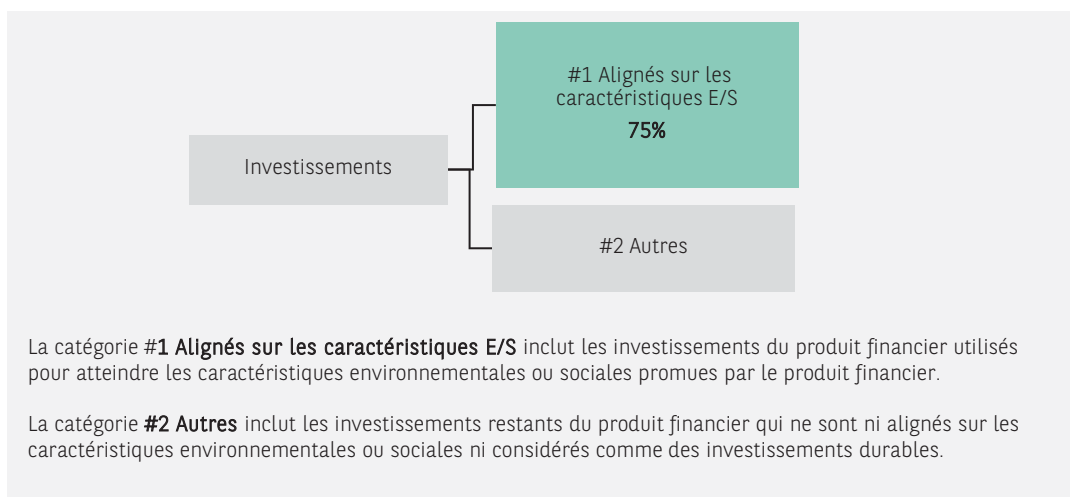 #1 Alignés sur les
caractéristiques E/S
75%
Investissements
#2 Autres
La catégorie #1 Alignés sur les caractéristiques E/S inclut les investissements du produit financier utilisés
pour atteindre les caractéristiques environnementales ou sociales promues par le produit financier.
La catégorie #2 Autres inclut les investissements restants du produit financier qui ne sont ni alignés sur les
caractéristiques environnementales ou sociales ni considérés comme des investissements durables.